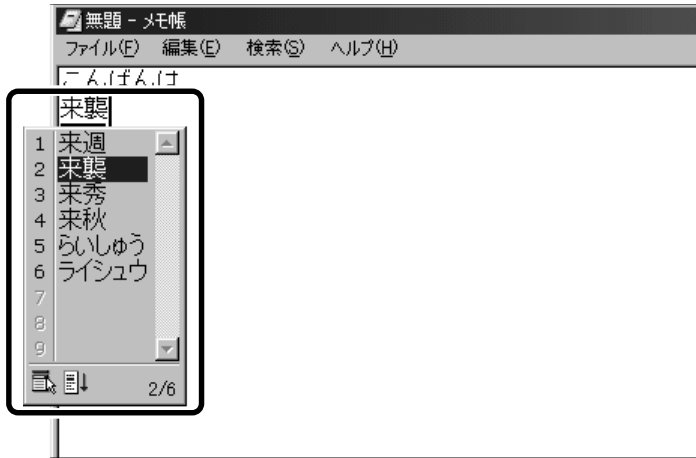 無題 - メモ帳
ファイル(F) 編集(E) 検索(S) ヘルプ(H)
こんばんは
来襲
1 来週
2 来襲
3 来秀
4 来秋
5 らいしゅう
6 ライシュウ
7
8
9
2/6